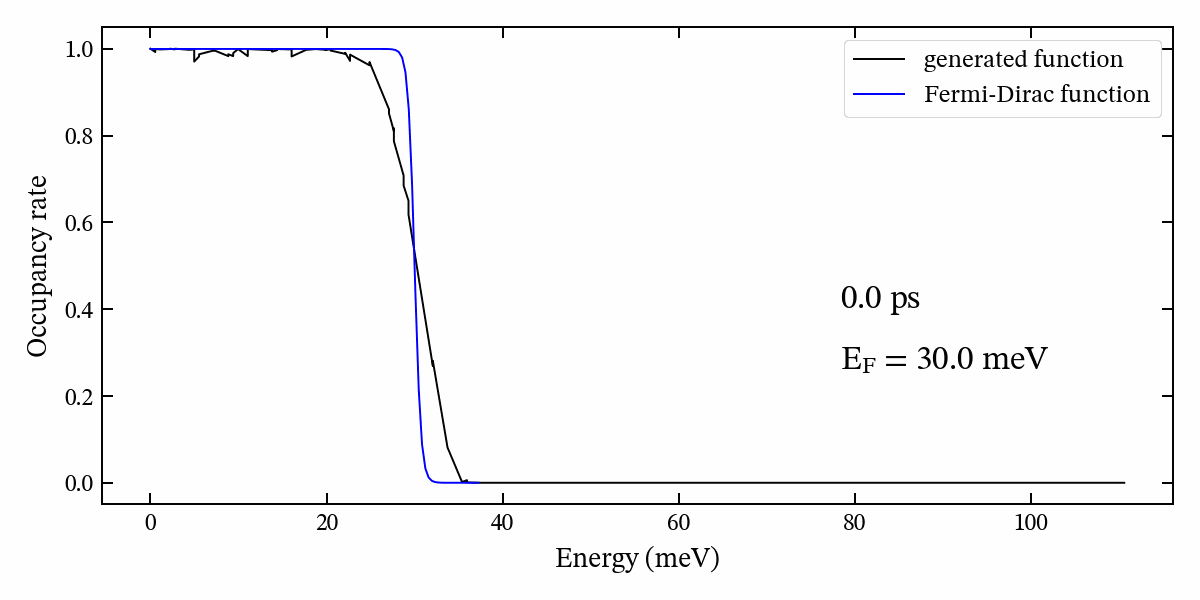 generated function
Fermi-Dirac function
1.0
0.8
0.6
0.4
0.2
0.0
Occupancy rate
0.0 ps
E_F = 30.0 meV
0 20 40 60 80 100
Energy (meV)